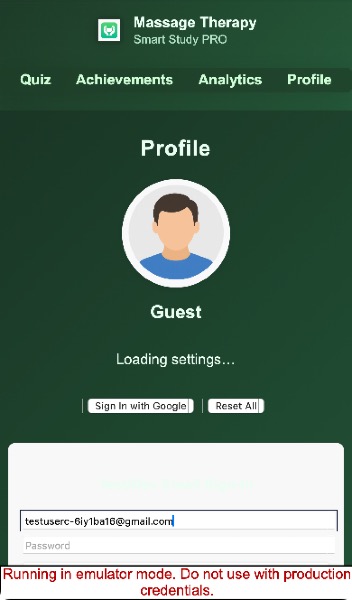 Massage Therapy
Smart Study PRO
Quiz Achievements Analytics Profile
Profile
Guest
Loading settings...
Sign In with Google Reset All
testuserc-6iy1ba16@gmail.com
Password
Running in emulator mode. Do not use with production
credentials.